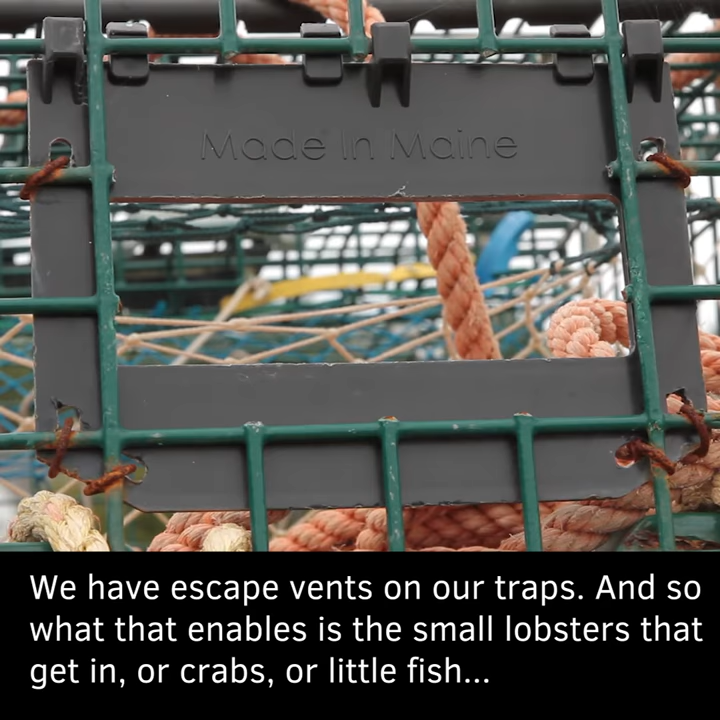 Made in Maine
We have escape vents on our traps. And so
what that enables is the small lobsters that
get in, or crabs, or little fish...